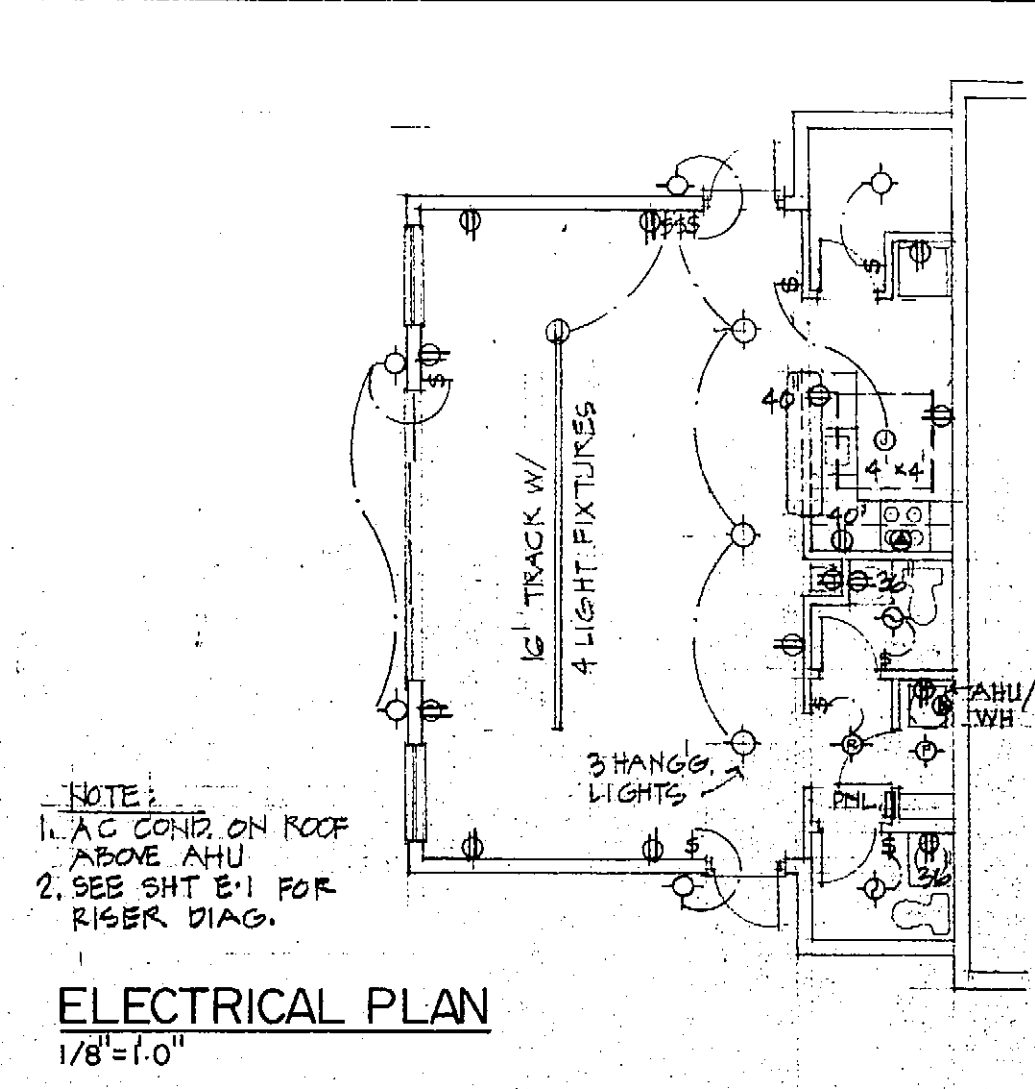 $$$
$
$
$
16' TRACK W/
4 LIGHT FIXTURES
40"
J
4' x 4'
40"
36"
$
$
AHU/
WH
R
P
3 HANG'G.
LIGHTS
PNL.
$
$
36"
NOTE:
1. AC COND. ON ROOF
ABOVE AHU
2. SEE SHT E·1 FOR
RISER DIAG.
ELECTRICAL PLAN
1/8"=1'·0"